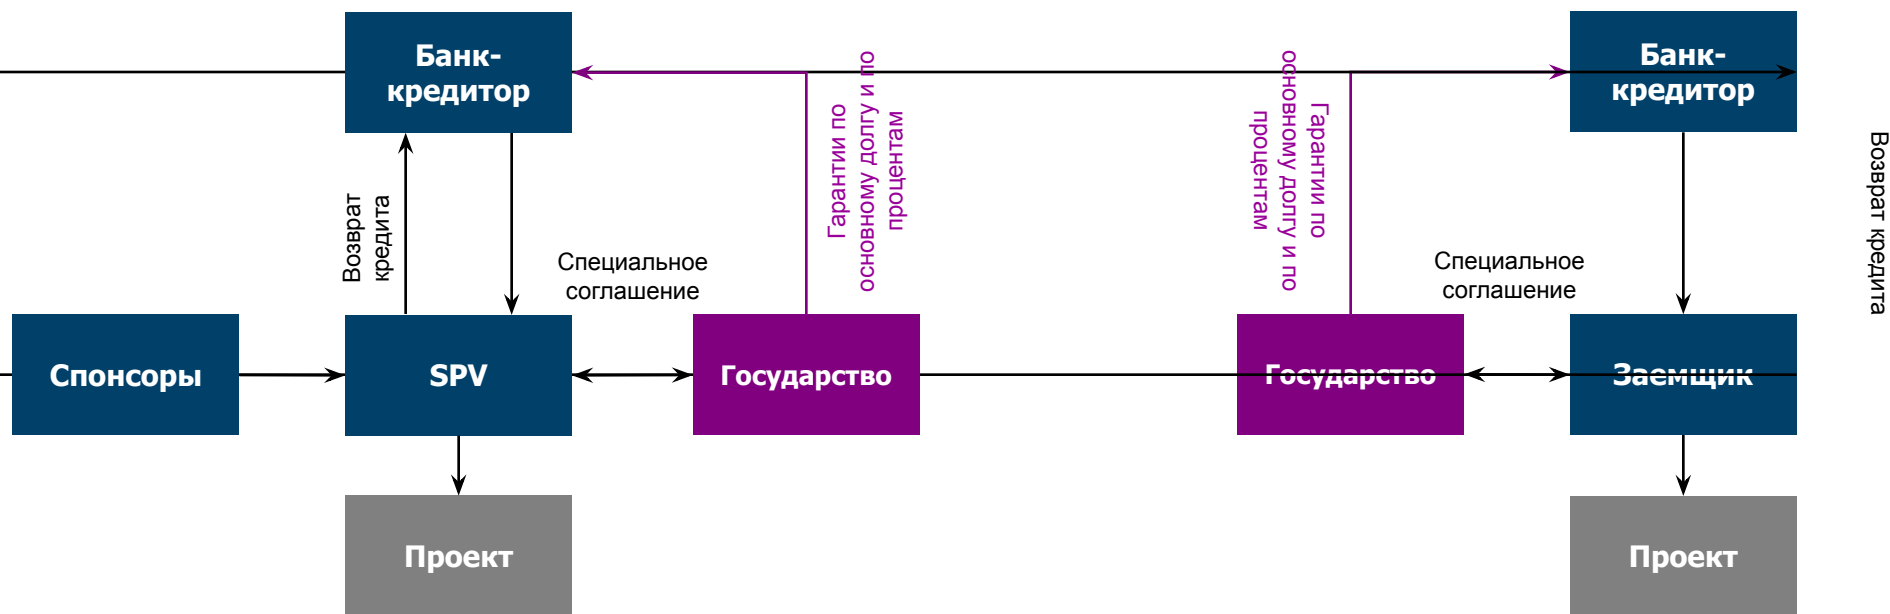 Банк-
кредитор
Возврат
кредита
Специальное
соглашение
Гарантии по
основному долгу и по
процентам
Спонсоры
SPV
Государство
Проект
Банк-
кредитор
Гарантии по
основному долгу и по
процентам
Специальное
соглашение
Возврат кредита
Государство
Заемщик
Проект